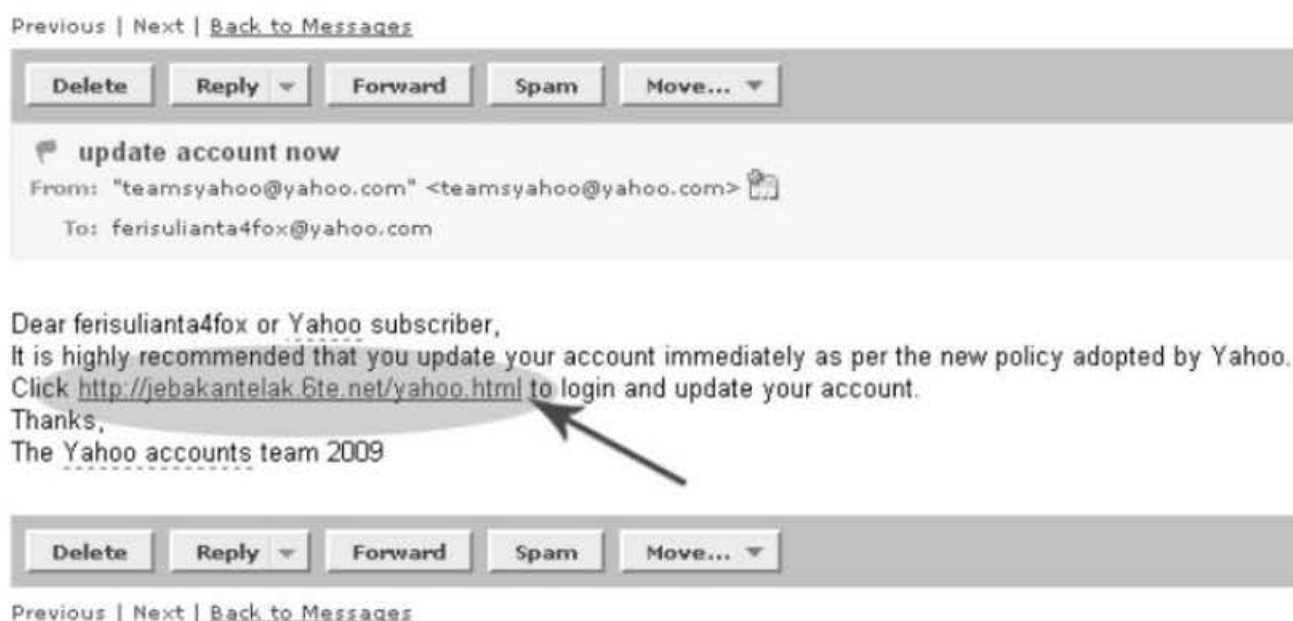 Previous | Next | Back to Messages
Delete Reply Forward Spam Move...
update account now
From: "teamsyahoo@yahoo.com" <teamsyahoo@yahoo.com>
To: ferisulianta4fox@yahoo.com
Dear ferisulianta4fox or Yahoo subscriber,
It is highly recommended that you update your account immediately as per the new policy adopted by Yahoo.
Click http://jebakantelak.6te.net/yahoo.html to login and update your account.
Thanks,
The Yahoo accounts team 2009
Delete Reply Forward Spam Move...
Previous | Next | Back to Messages